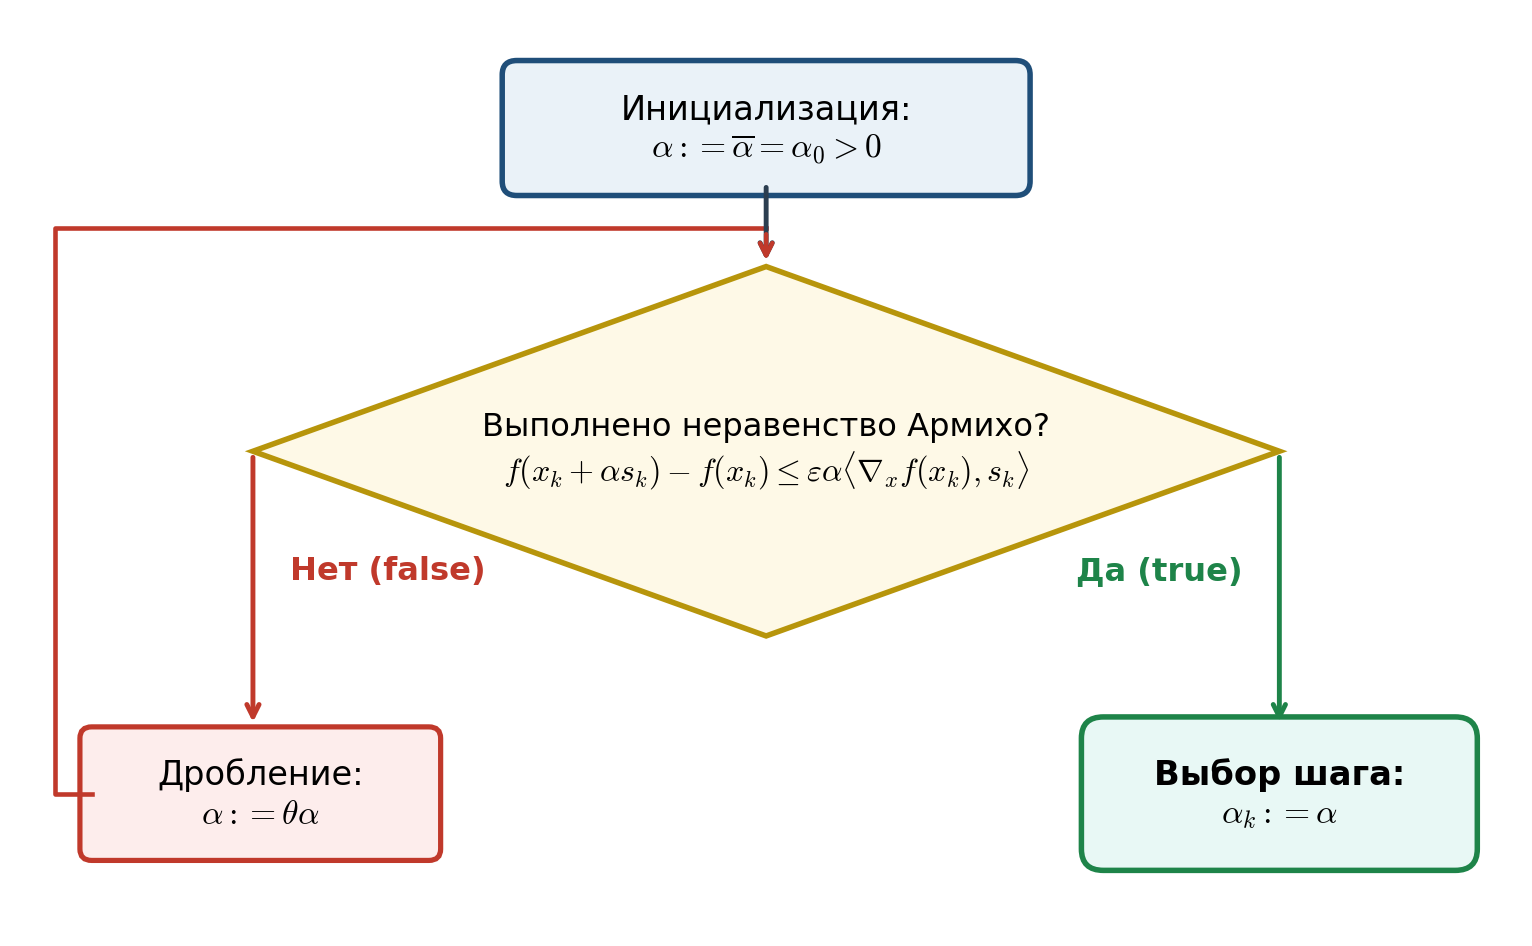 Инициализация:
α := α̅ = α₀ > 0
Выполнено неравенство Армихо?
f(xₖ + αsₖ) − f(xₖ) ≤ εα⟨∇ₓf(xₖ), sₖ⟩
Нет (false)
Да (true)
Дробление:
α := θα
Выбор шага:
αₖ := α